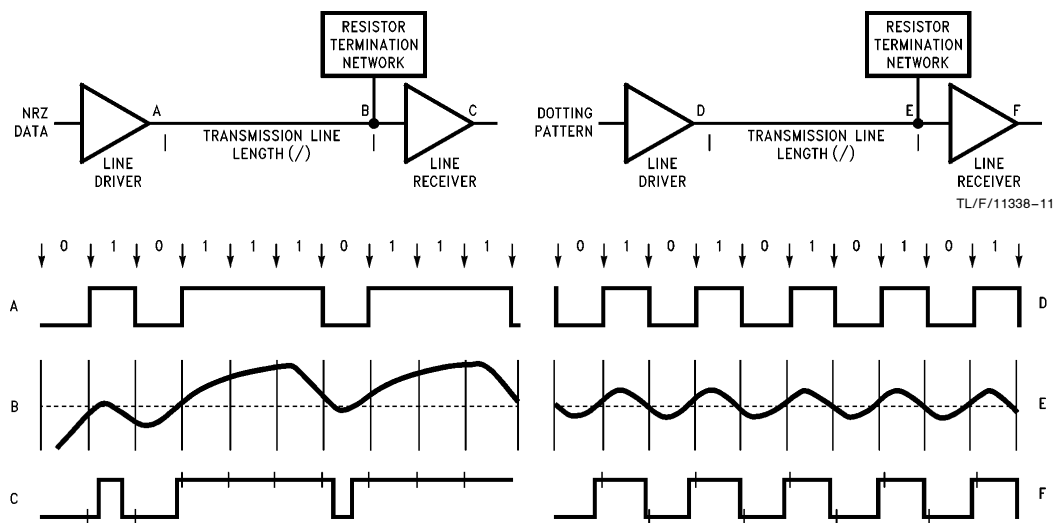 RESISTOR
TERMINATION
NETWORK
NRZ
DATA
A
B
C
TRANSMISSION LINE
LENGTH (/)
LINE
DRIVER
LINE
RECEIVER
RESISTOR
TERMINATION
NETWORK
DOTTING
PATTERN
D
E
F
TRANSMISSION LINE
LENGTH (/)
LINE
DRIVER
LINE
RECEIVER
TL/F/11338-11
0 1 0 1 1 1 0 1 1 1
0 1 0 1 0 1 0 1 0 1
A
D
B
E
C
F